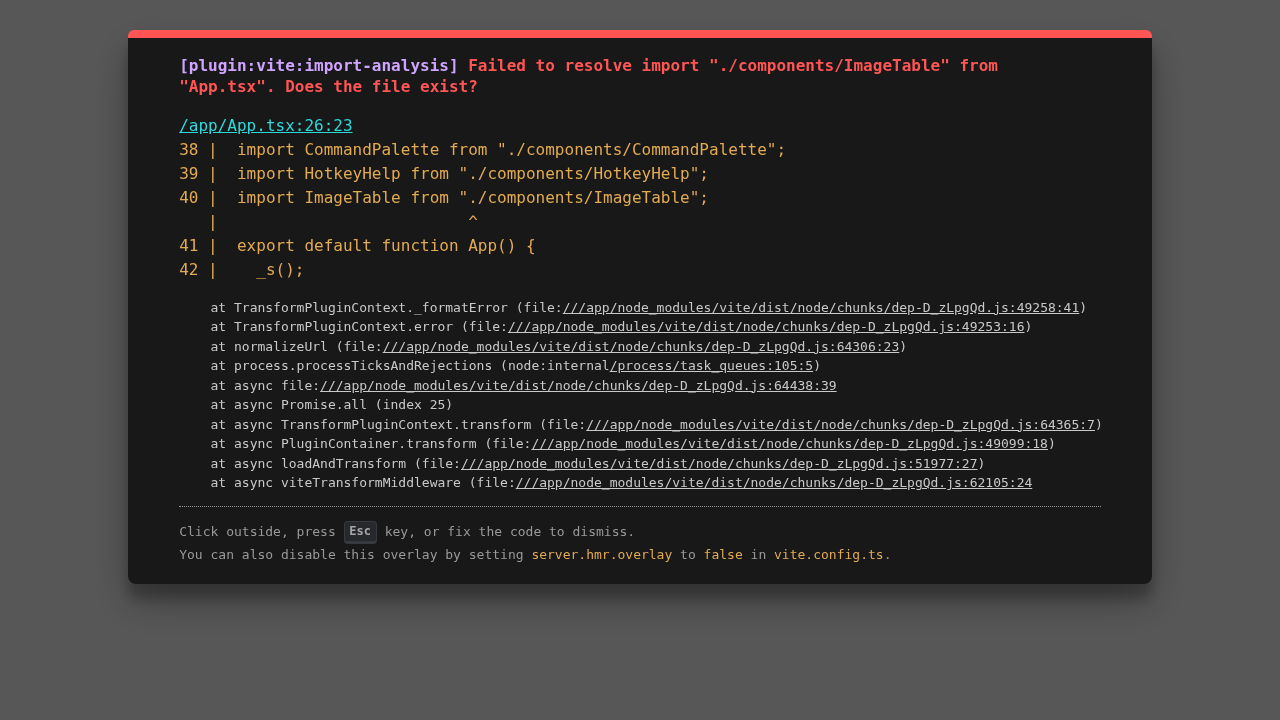 [plugin:vite:import-analysis] Failed to resolve import "./components/ImageTable" from
"App.tsx". Does the file exist?
/app/App.tsx:26:23
38 |  import CommandPalette from "./components/CommandPalette";
39 |  import HotkeyHelp from "./components/HotkeyHelp";
40 |  import ImageTable from "./components/ImageTable";
   |                          ^
41 |  export default function App() {
42 |    _s();
at TransformPluginContext._formatError (file:///app/node_modules/vite/dist/node/chunks/dep-D_zLpgQd.js:49258:41)
at TransformPluginContext.error (file:///app/node_modules/vite/dist/node/chunks/dep-D_zLpgQd.js:49253:16)
at normalizeUrl (file:///app/node_modules/vite/dist/node/chunks/dep-D_zLpgQd.js:64306:23)
at process.processTicksAndRejections (node:internal/process/task_queues:105:5)
at async file:///app/node_modules/vite/dist/node/chunks/dep-D_zLpgQd.js:64438:39
at async Promise.all (index 25)
at async TransformPluginContext.transform (file:///app/node_modules/vite/dist/node/chunks/dep-D_zLpgQd.js:64365:7)
at async PluginContainer.transform (file:///app/node_modules/vite/dist/node/chunks/dep-D_zLpgQd.js:49099:18)
at async loadAndTransform (file:///app/node_modules/vite/dist/node/chunks/dep-D_zLpgQd.js:51977:27)
at async viteTransformMiddleware (file:///app/node_modules/vite/dist/node/chunks/dep-D_zLpgQd.js:62105:24
Click outside, press Esc key, or fix the code to dismiss.
You can also disable this overlay by setting server.hmr.overlay to false in vite.config.ts.